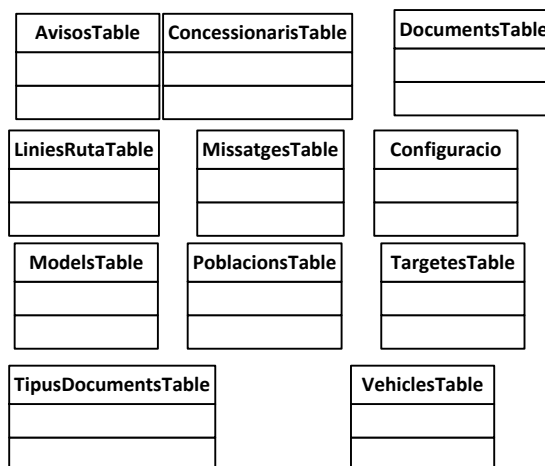 AvisosTable
ConcessionarisTable
DocumentsTable
LiniesRutaTable
MissatgesTable
Configuracio
ModelsTable
PoblacionsTable
TargetesTable
TipusDocumentsTable
VehiclesTable